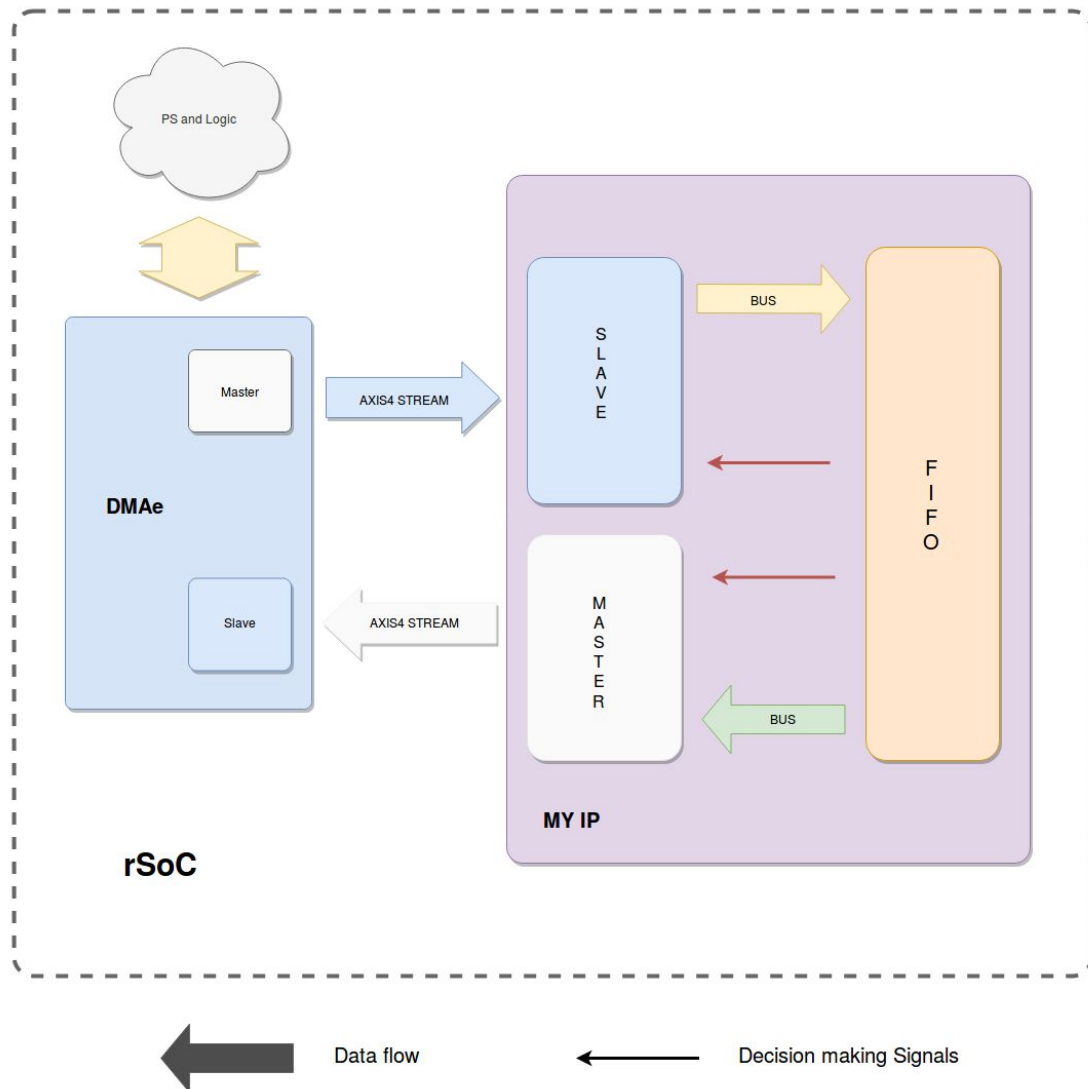 PS and Logic
Master
AXIS4 STREAM
DMAe
Slave
AXIS4 STREAM
S
L
A
V
E
BUS
M
A
S
T
E
R
BUS
F
I
F
O
MY IP
rSoC
Data flow
Decision making Signals